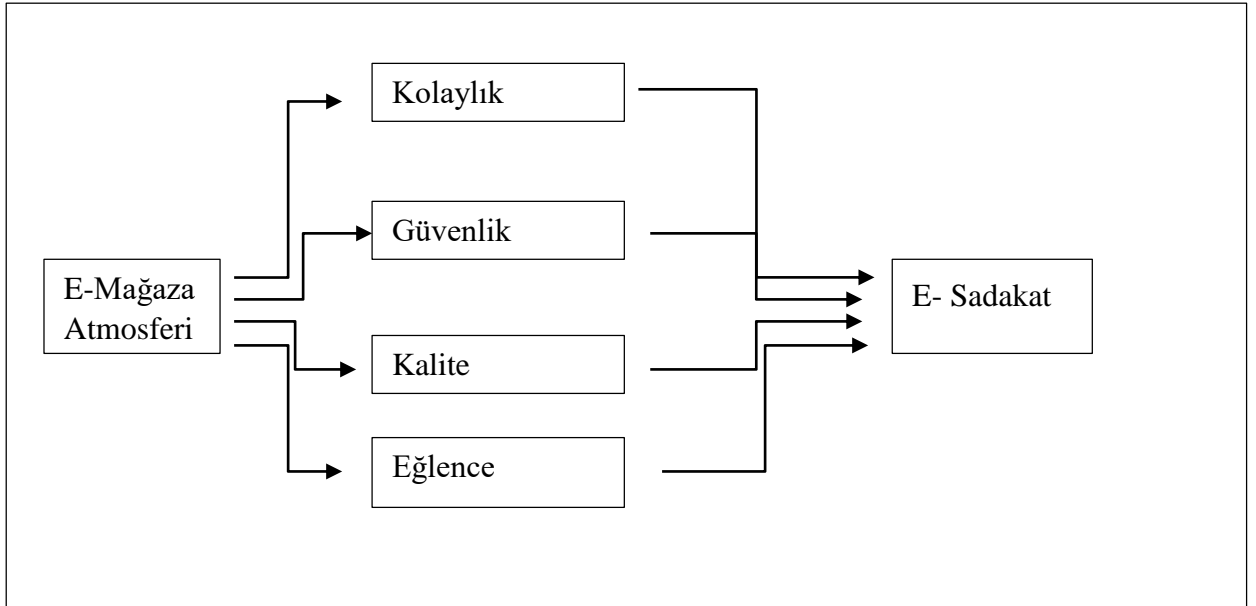 Kolaylık
Güvenlik
E-Mağaza
Atmosferi
E- Sadakat
Kalite
Eğlence